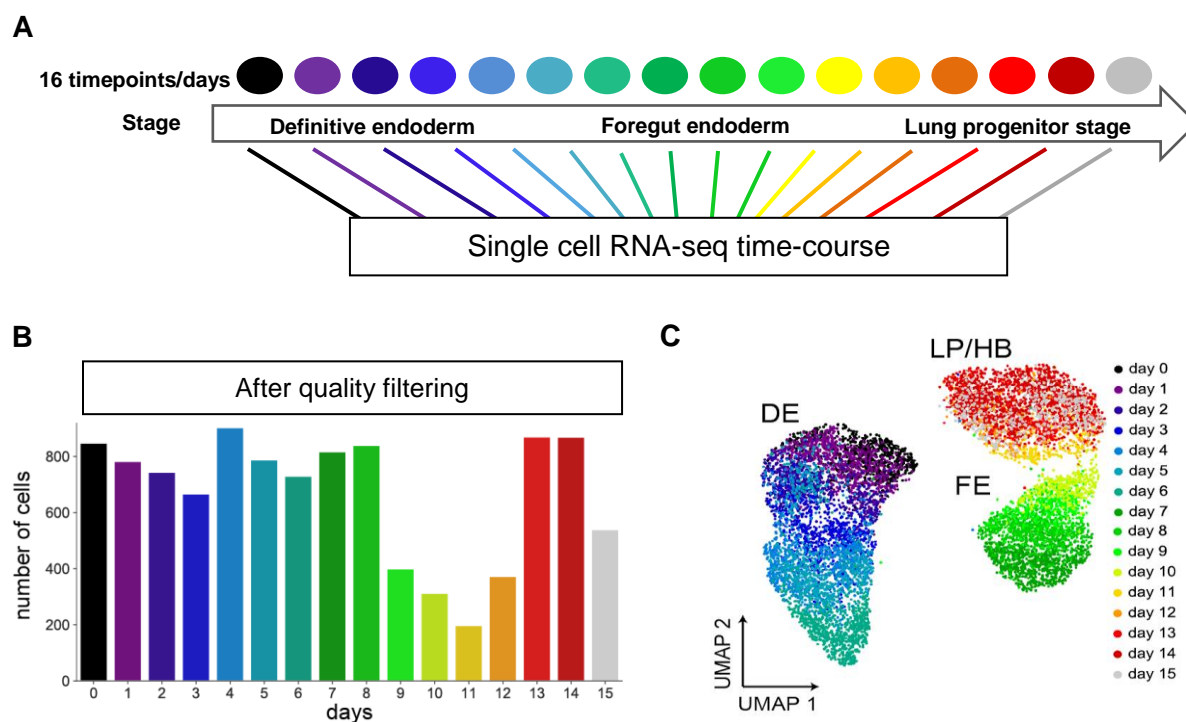 A
16 timepoints/days
Stage
Definitive endoderm
Foregut endoderm
Lung progenitor stage
Single cell RNA-seq time-course
B
After quality filtering
number of cells
800
600
400
200
0
0 1 2 3 4 5 6 7 8 9 10 11 12 13 14 15
days
C
LP/HB
DE
FE
UMAP 2
UMAP 1
day 0
day 1
day 2
day 3
day 4
day 5
day 6
day 7
day 8
day 9
day 10
day 11
day 12
day 13
day 14
day 15